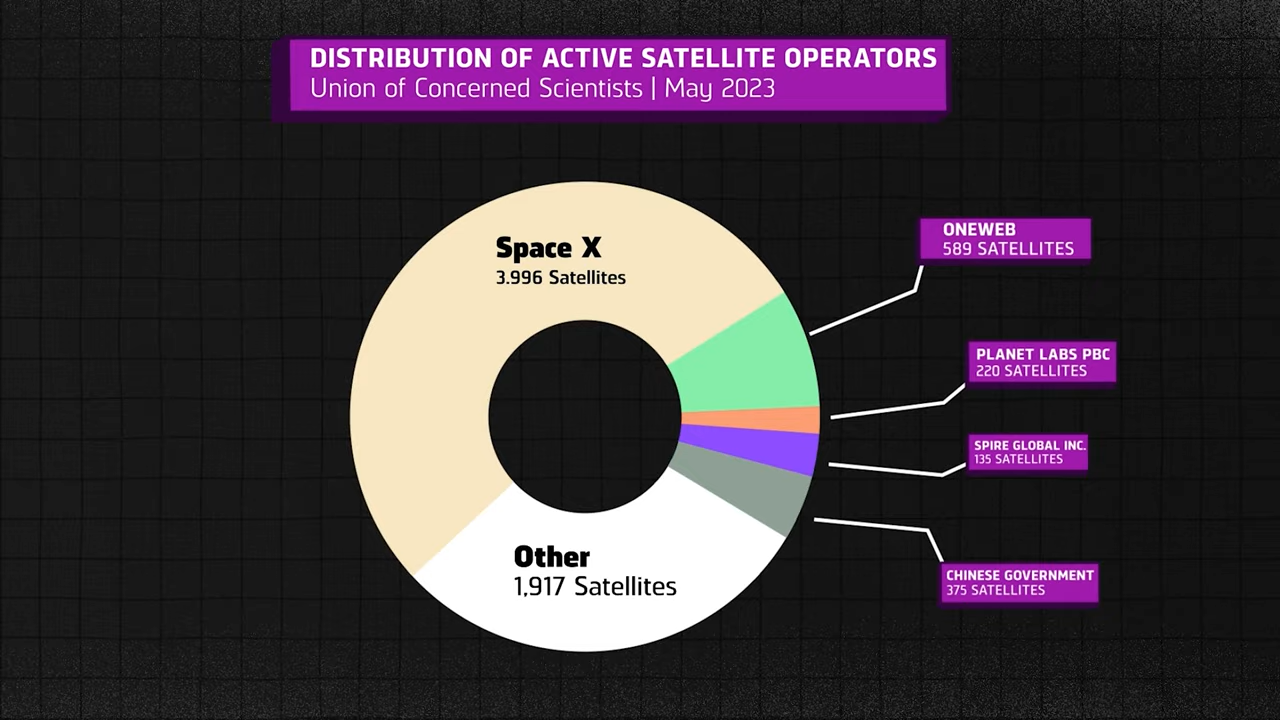 DISTRIBUTION OF ACTIVE SATELLITE OPERATORS
Union of Concerned Scientists | May 2023
Space X
3.996 Satellites
ONEWEB
589 SATELLITES
PLANET LABS PBC
220 SATELLITES
SPIRE GLOBAL INC.
135 SATELLITES
CHINESE GOVERNMENT
375 SATELLITES
Other
1,917 Satellites